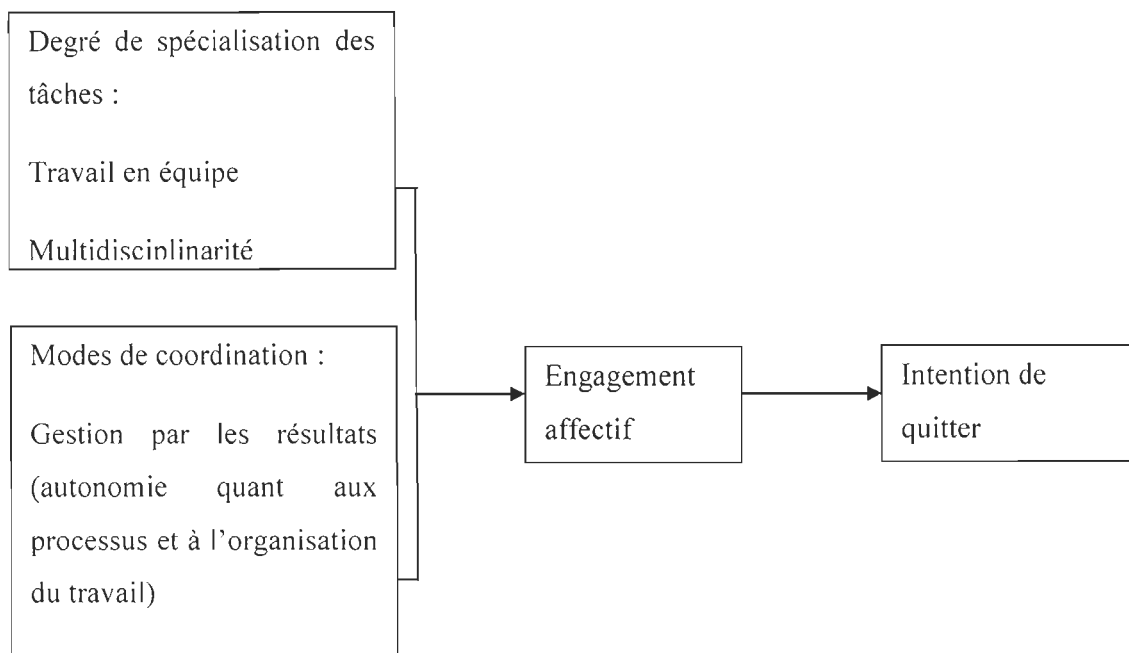 Degré de spécialisation des
tâches :
Travail en équipe
Multidisciplinarité
Modes de coordination :
Gestion par les résultats
(autonomie quant aux
processus et à l'organisation
du travail)
Engagement
affectif
Intention de
quitter